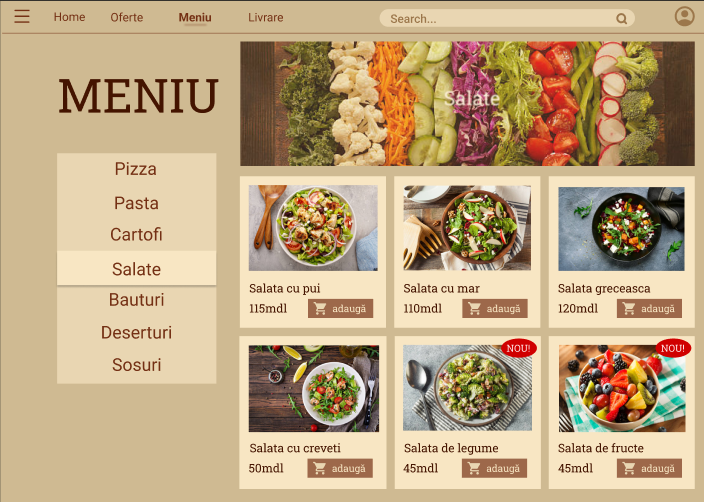 Home Oferte Meniu Livrare Search...
MENIU
Pizza
Pasta
Cartofi
Salate
Bauturi
Deserturi
Sosuri
Salate
Salata cu pui
115mdl adaugă
Salata cu mar
110mdl adaugă
Salata greceasca
120mdl adaugă
Salata cu creveti
50mdl adaugă
NOU!
Salata de legume
45mdl adaugă
NOU!
Salata de fructe
45mdl adaugă